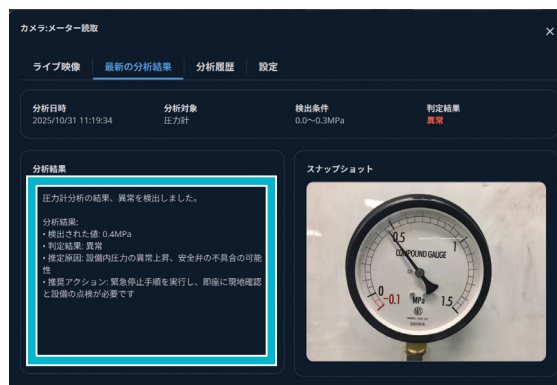 カメラ:メーター読取
×
ライブ映像 最新の分析結果 分析履歴 設定
分析日時 分析対象 検出条件 判定結果
2025/10/31 11:19:34 圧力計 0.0〜0.3MPa 異常
分析結果
圧力計分析の結果、異常を検出しました。
分析結果:
• 検出された値: 0.4MPa
• 判定結果: 異常
• 推定原因: 設備内圧力の異常上昇、安全弁の不具合の可能
性
• 推奨アクション: 緊急停止手順を実行し、即座に現地確認
と設備の点検が必要です
スナップショット
0.5 1
COMPOUND GAUGE
0 -0.1 MPa 1.5